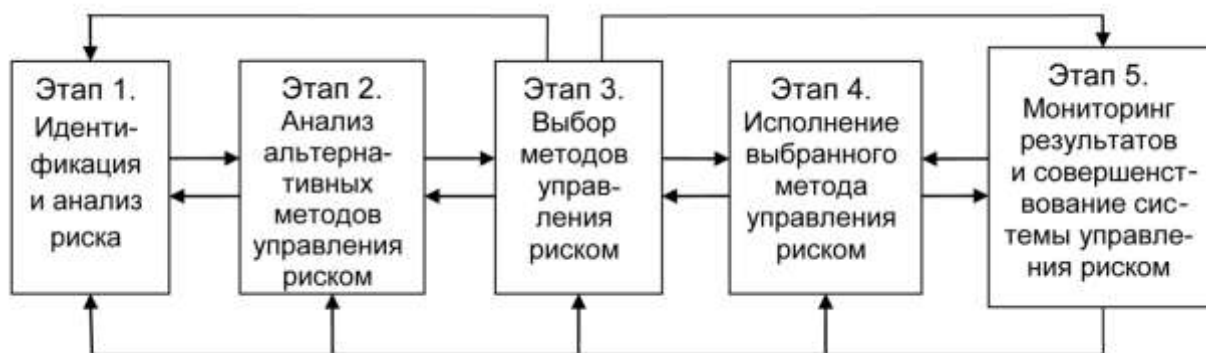 Этап 1.
Иденти-
фикация
и анализ
риска
Этап 2.
Анализ
альтерна-
тивных
методов
управления
риском
Этап 3.
Выбор
методов
управ-
ления
риском
Этап 4.
Исполнение
выбранного
метода
управления
риском
Этап 5.
Мониторинг
результатов
и совершенст-
вование сис-
темы управле-
ния риском